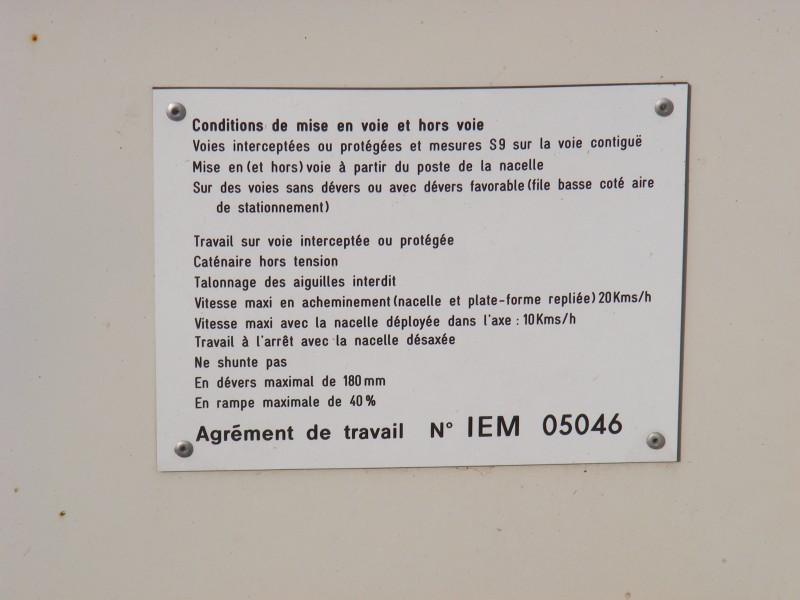 Conditions de mise en voie et hors voie
Voies interceptées ou protégées et mesures S9 sur la voie contiguë
Mise en (et hors) voie à partir du poste de la nacelle
Sur des voies sans dévers ou avec dévers favorable (file basse coté aire
de stationnement)
Travail sur voie interceptée ou protégée
Caténaire hors tension
Talonnage des aiguilles interdit
Vitesse maxi en acheminement (nacelle et plate-forme repliée) 20Kms/h
Vitesse maxi avec la nacelle déployée dans l'axe : 10Kms/h
Travail à l'arrêt avec la nacelle désaxée
Ne shunte pas
En dévers maximal de 180mm
En rampe maximale de 40%
Agrément de travail N° IEM 05046